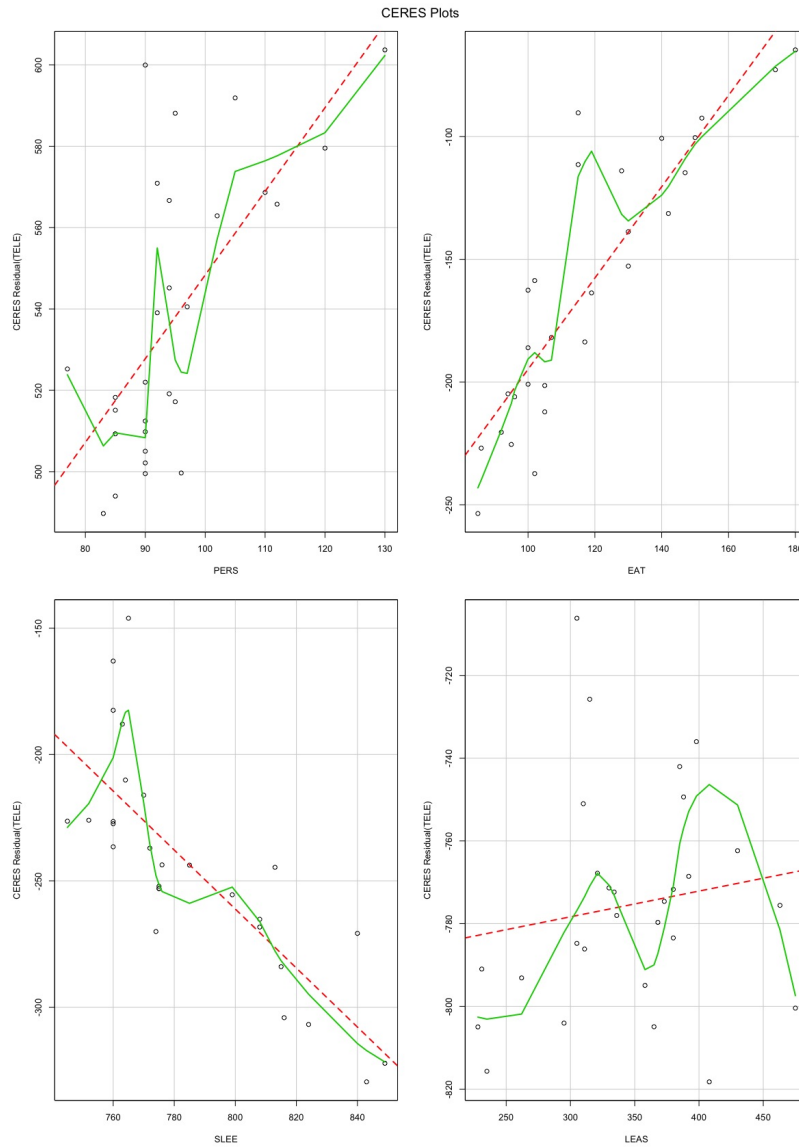 CERES Plots
CERES Residual(TELE)
600
580
560
540
520
500
80 90 100 110 120 130
PERS
CERES Residual(TELE)
-100
-150
-200
-250
100 120 140 160 180
EAT
CERES Residual(TELE)
-150
-200
-250
-300
760 780 800 820 840
SLEE
CERES Residual(TELE)
-720
-740
-760
-780
-800
-820
250 300 350 400 450
LEAS